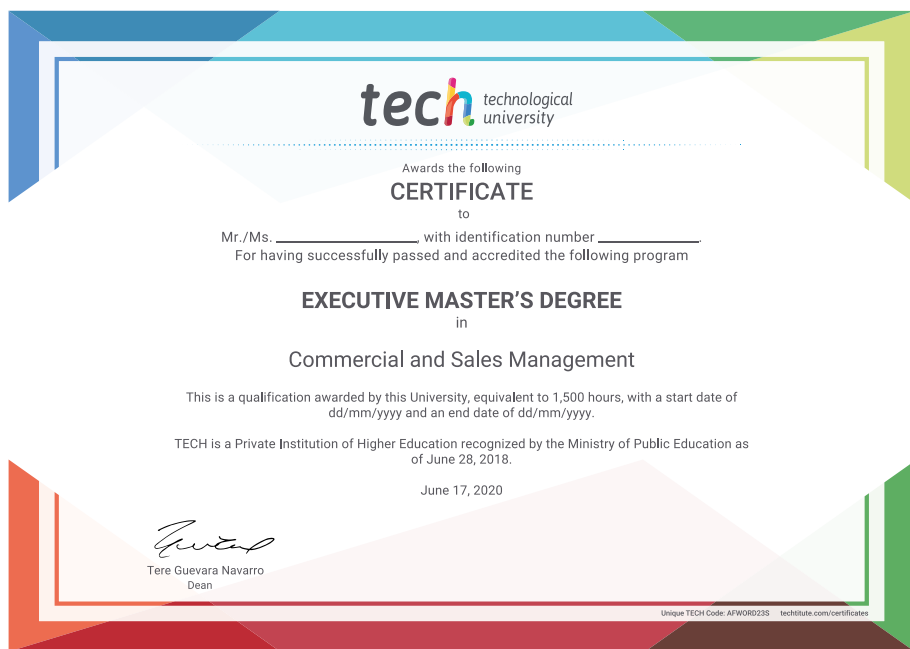 tech technological
university
Awards the following
CERTIFICATE
to
Mr./Ms. ____________________, with identification number ______________.
For having successfully passed and accredited the following program
EXECUTIVE MASTER'S DEGREE
in
Commercial and Sales Management
This is a qualification awarded by this University, equivalent to 1,500 hours, with a start date of
dd/mm/yyyy and an end date of dd/mm/yyyy.
TECH is a Private Institution of Higher Education recognized by the Ministry of Public Education as
of June 28, 2018.
June 17, 2020
Tere Guevara Navarro
Dean
Unique TECH Code: AFWORD23S techtitute.com/certificates